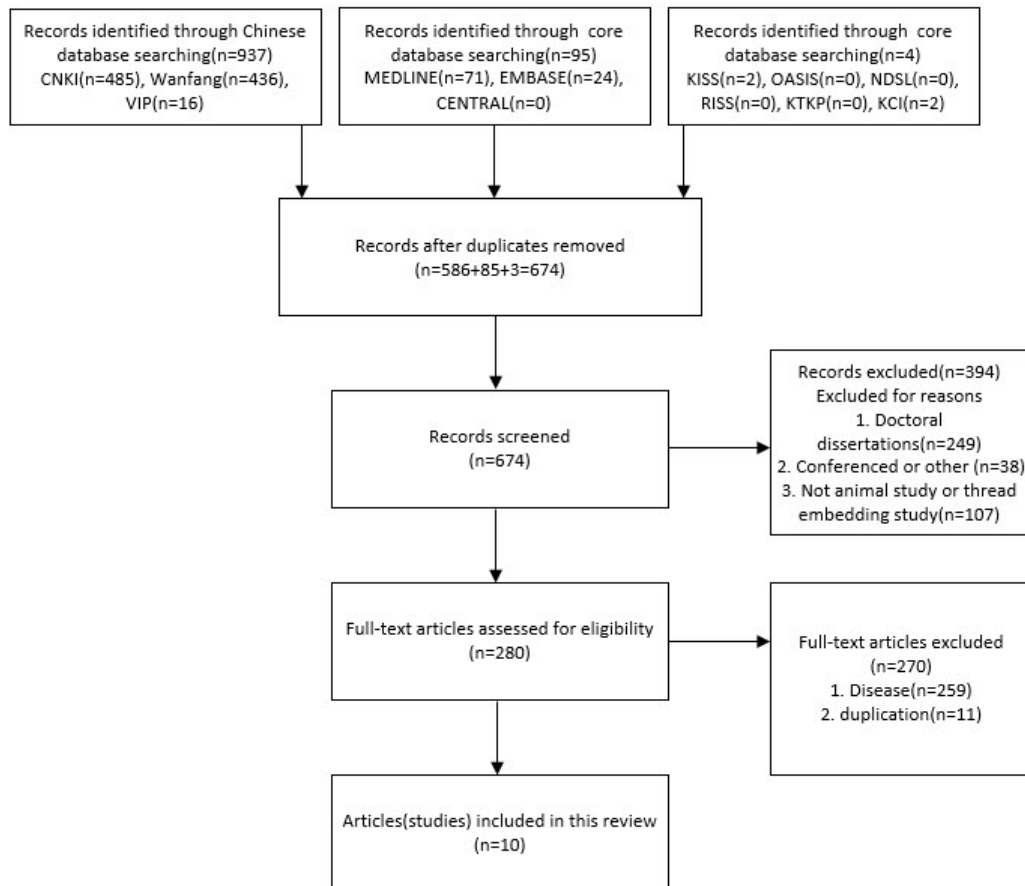 Records identified through Chinese
database searching(n=937)
CNKI(n=485), Wanfang(n=436),
VIP(n=16)
Records identified through core
database searching(n=95)
MEDLINE(n=71), EMBASE(n=24),
CENTRAL(n=0)
Records identified through core
database searching(n=4)
KISS(n=2), OASIS(n=0), NDSL(n=0),
RISS(n=0), KTKP(n=0), KCI(n=2)
Records after duplicates removed
(n=586+85+3=674)
Records screened
(n=674)
Records excluded(n=394)
Excluded for reasons
1. Doctoral
dissertations(n=249)
2. Conferenced or other (n=38)
3. Not animal study or thread
embedding study(n=107)
Full-text articles assessed for eligibility
(n=280)
Full-text articles excluded
(n=270)
1. Disease(n=259)
2. duplication(n=11)
Articles(studies) included in this review
(n=10)